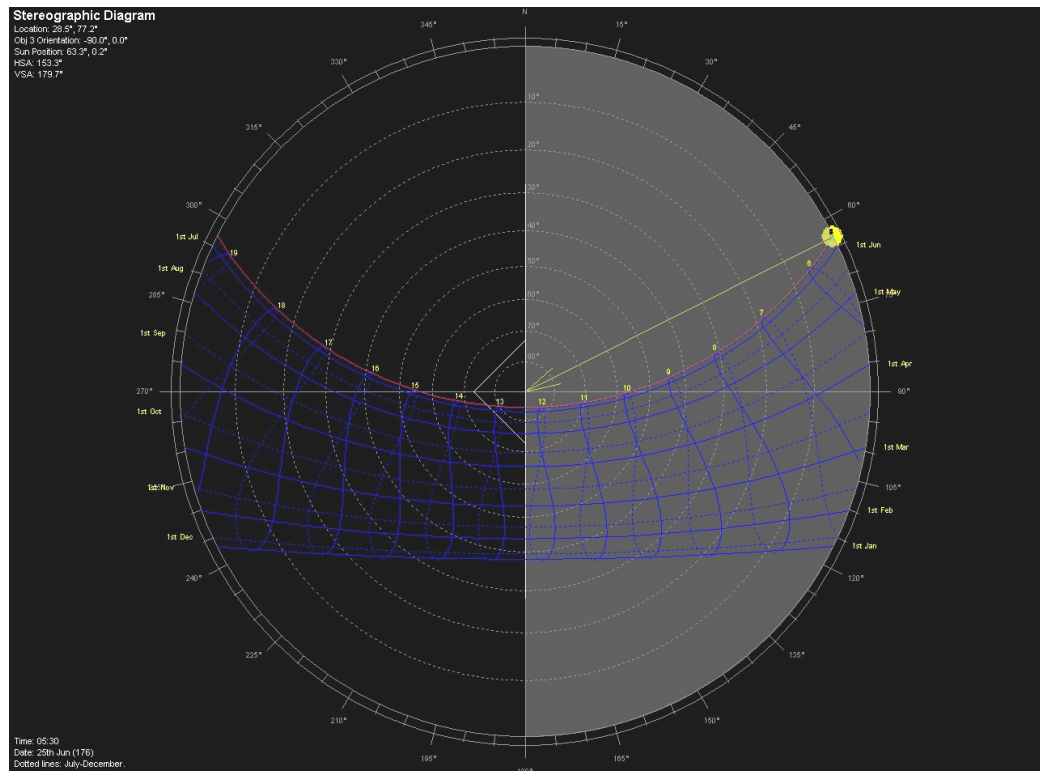 Stereographic Diagram
Location: 28.5°, 77.2°
Obj 3 Orientation: -90.0°, 0.0°
Sun Position: 63.3°, 0.2°
HSA: 153.3°
VSA: 179.7°
N
345°
15°
330°
30°
315°
45°
10°
20°
30°
40°
50°
60°
70°
80°
300°
60°
1st Jul
1st Jun
19
6
1st Aug
285°
1st May
18
7
1st Sep
17
8
1st Apr
16
9
15
14
13
12
11
10
270°
90°
1st Oct
1st Mar
1st Nov
105°
1st Feb
1st Dec
1st Jan
240°
120°
225°
135°
210°
150°
195°
165°
180°
Time: 05:30
Date: 25th Jun (176)
Dotted lines: July-December.